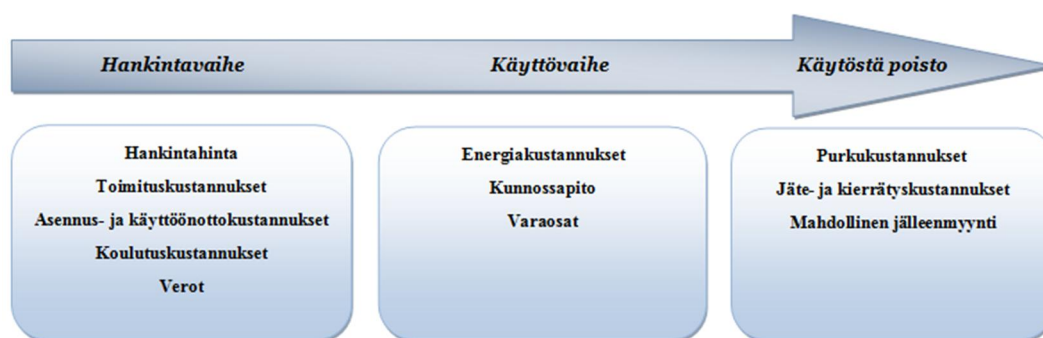 Hankintavaihe
Käyttövaihe
Käytöstä poisto
Hankintahinta
Toimituskustannukset
Asennus- ja käyttöönottokustannukset
Koulutuskustannukset
Verot
Energiakustannukset
Kunnossapito
Varaosat
Purkukustannukset
Jäte- ja kierrätyskustannukset
Mahdollinen jälleenmyynti